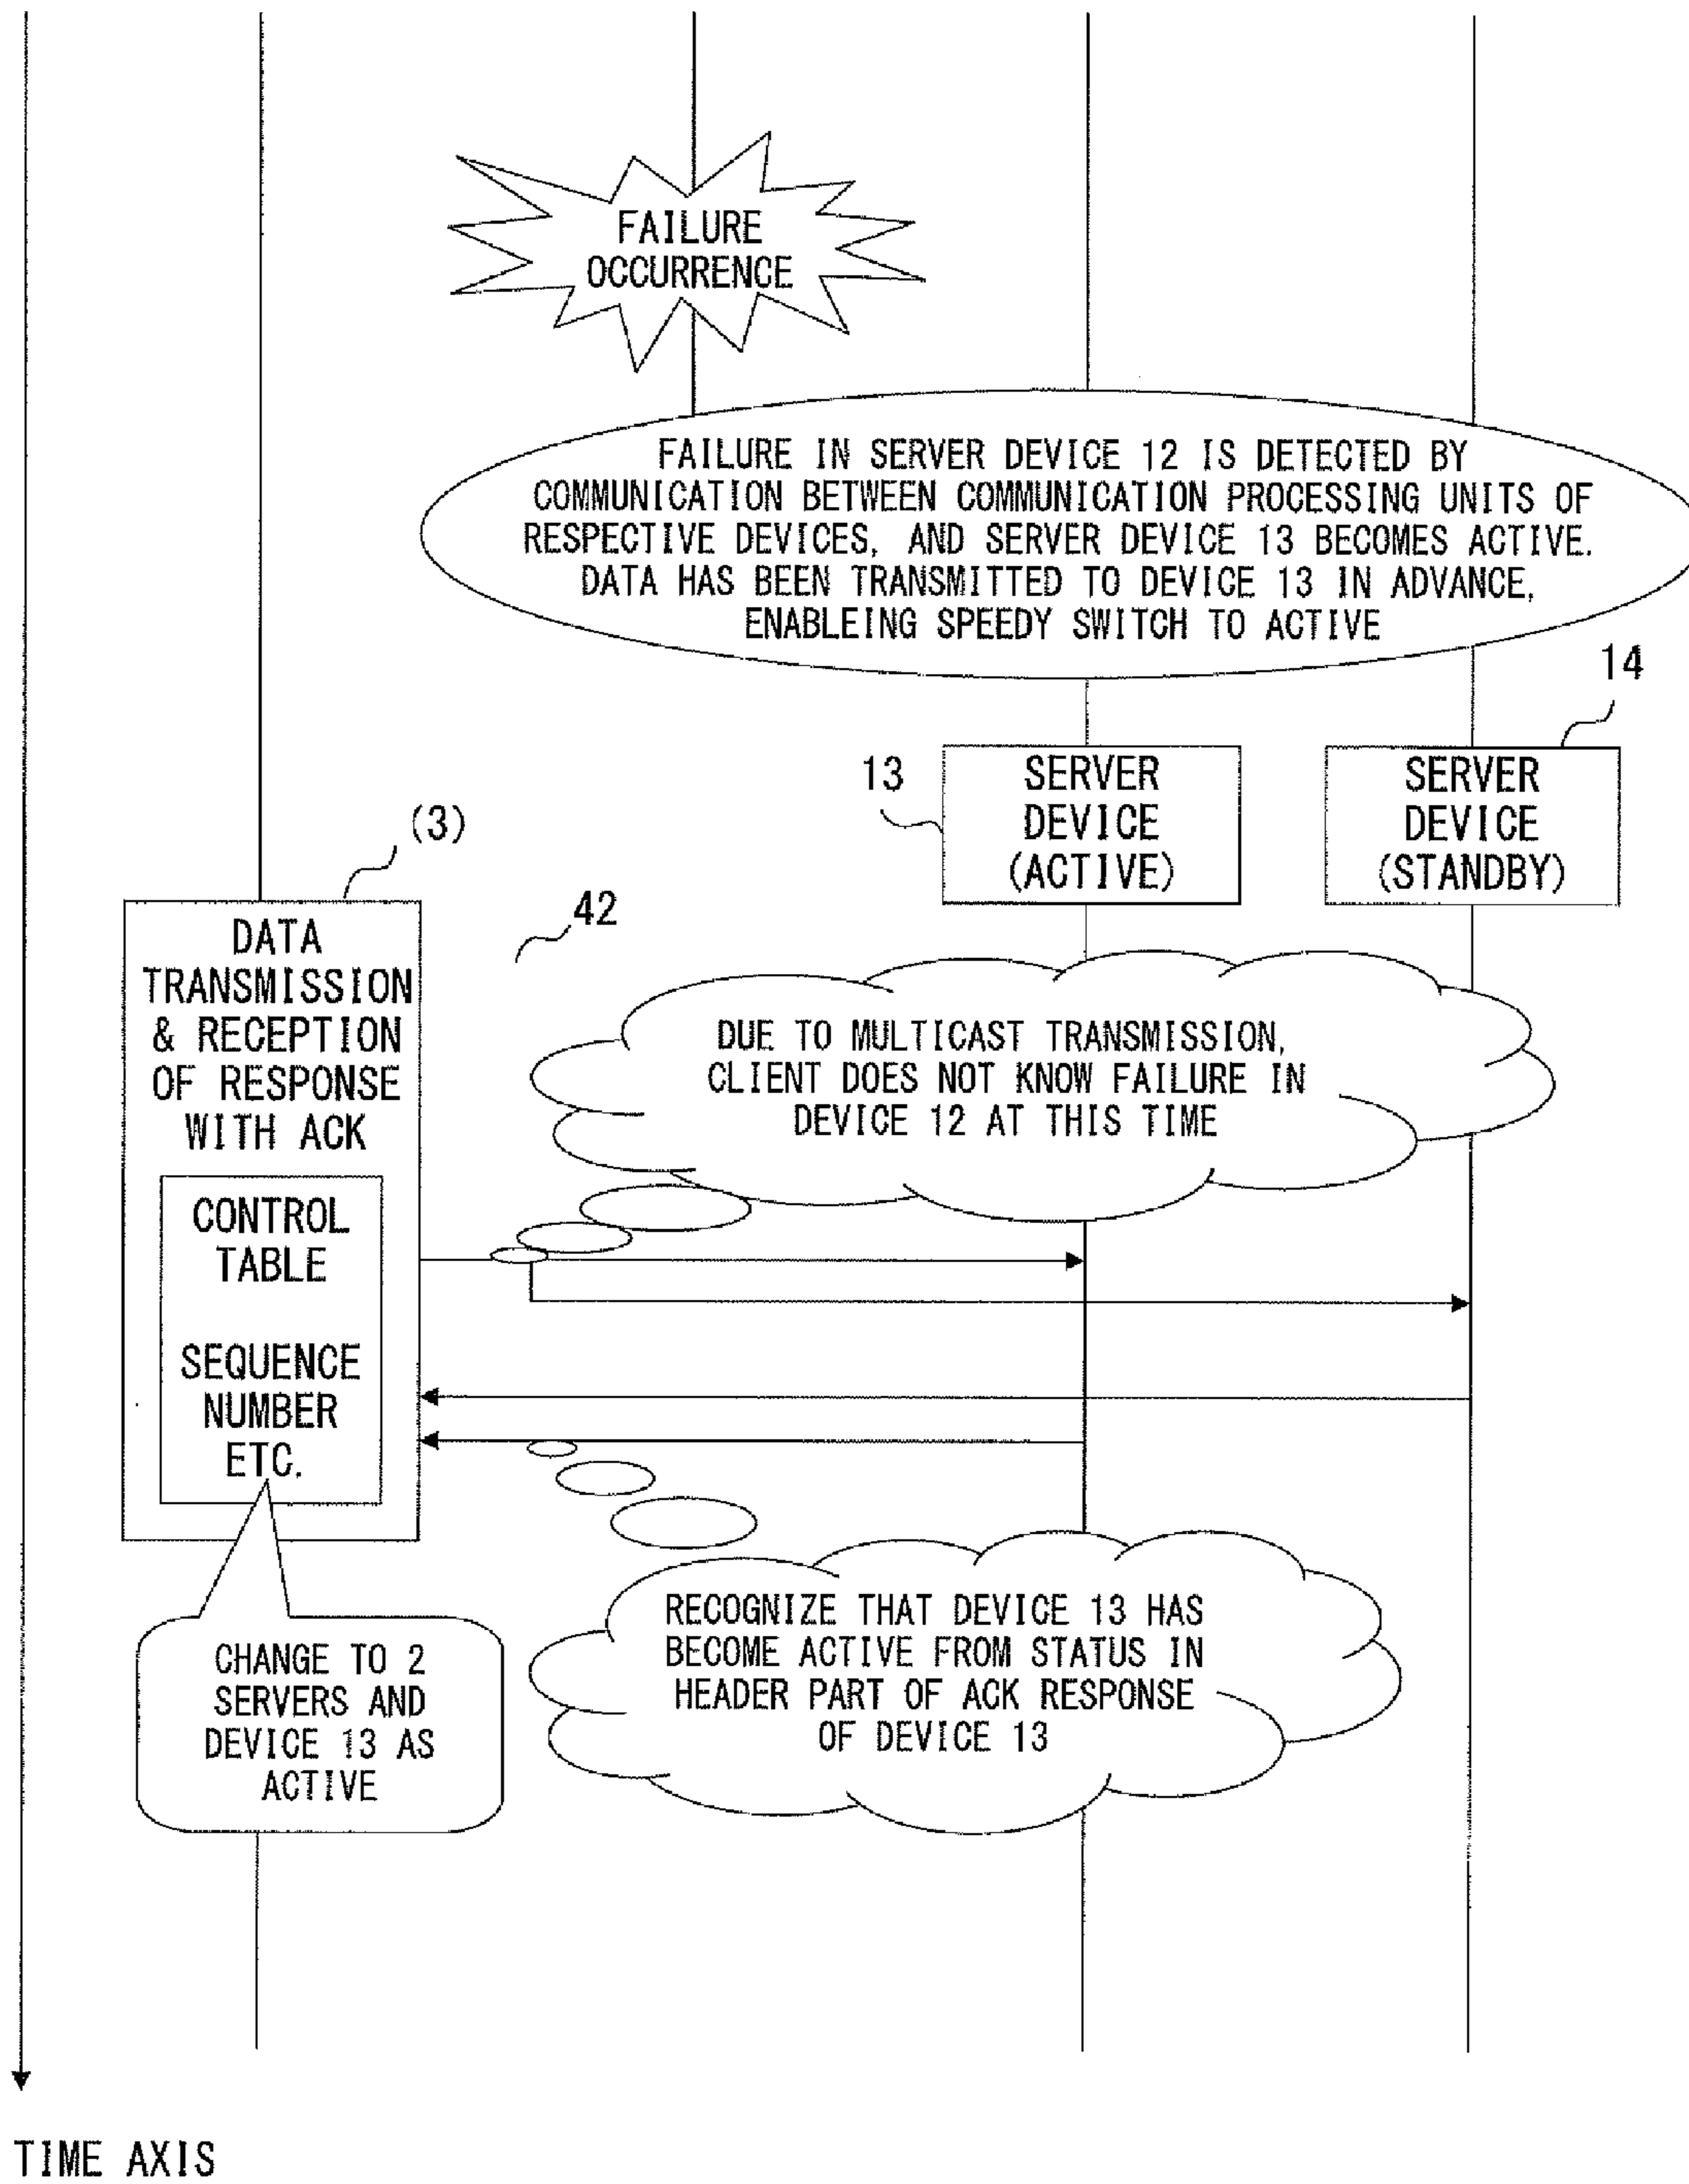 FAILURE
OCCURRENCE
FAILURE IN SERVER DEVICE 12 IS DETECTED BY
COMMUNICATION BETWEEN COMMUNICATION PROCESSING UNITS OF
RESPECTIVE DEVICES, AND SERVER DEVICE 13 BECOMES ACTIVE.
DATA HAS BEEN TRANSMITTED TO DEVICE 13 IN ADVANCE,
ENABLEING SPEEDY SWITCH TO ACTIVE
14
13
SERVER
DEVICE
(ACTIVE)
SERVER
DEVICE
(STANDBY)
(3)
42
DATA
TRANSMISSION
& RECEPTION
OF RESPONSE
WITH ACK
DUE TO MULTICAST TRANSMISSION,
CLIENT DOES NOT KNOW FAILURE IN
DEVICE 12 AT THIS TIME
CONTROL
TABLE
SEQUENCE
NUMBER
ETC.
RECOGNIZE THAT DEVICE 13 HAS
BECOME ACTIVE FROM STATUS IN
HEADER PART OF ACK RESPONSE
OF DEVICE 13
CHANGE TO 2
SERVERS AND
DEVICE 13 AS
ACTIVE
TIME AXIS